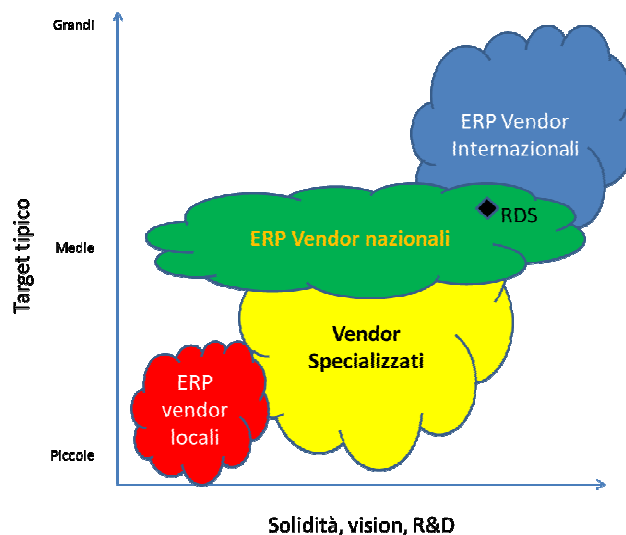 Grandi
ERP Vendor
Internazionali
RDS
ERP Vendor nazionali
Target tipico
Medie
Vendor
Specializzati
ERP
vendor
locali
Piccole
Solidità, vision, R&D